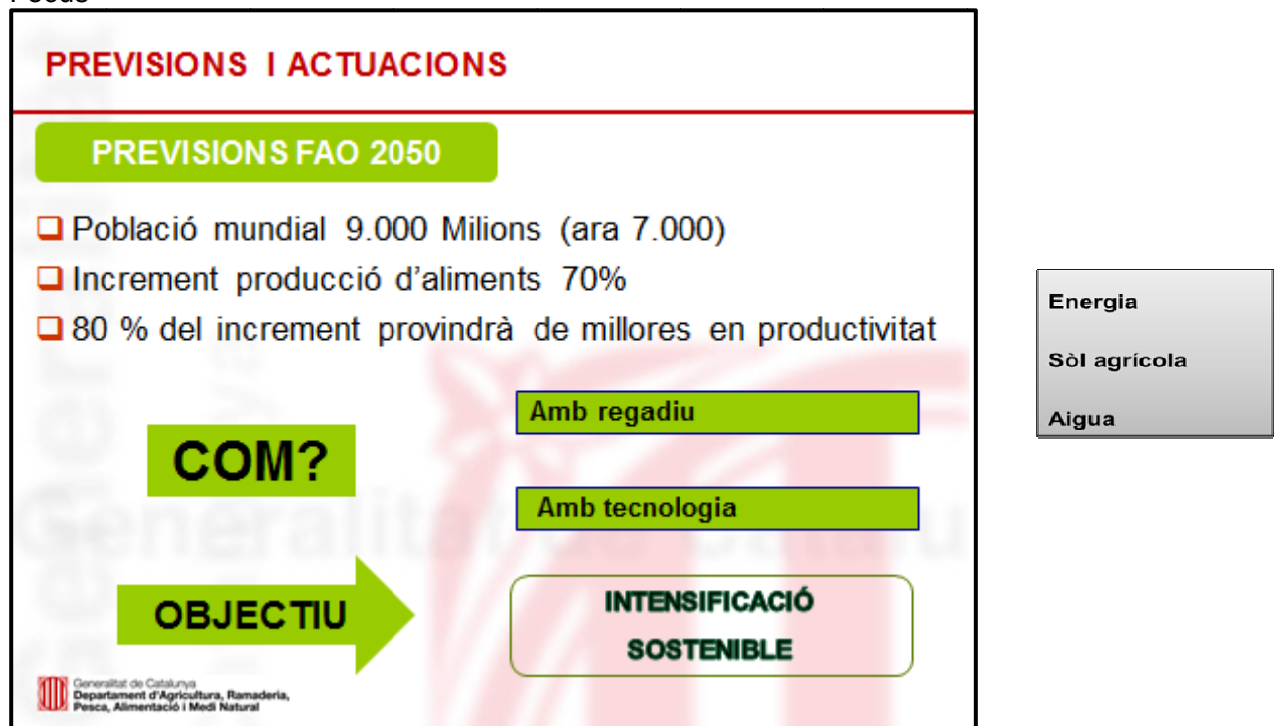 PREVISIONS I ACTUACIONS
PREVISIONS FAO 2050
Població mundial 9.000 Milions (ara 7.000)
Increment producció d'aliments 70%
80 % del increment provindrà de millores en productivitat
COM?
Amb regadiu
Amb tecnologia
OBJECTIU
INTENSIFICACIÓ
SOSTENIBLE
Generalitat de Catalunya
Departament d'Agricultura, Ramaderia,
Pesca, Alimentació i Medi Natural
Energia
Sòl agrícola
Aigua